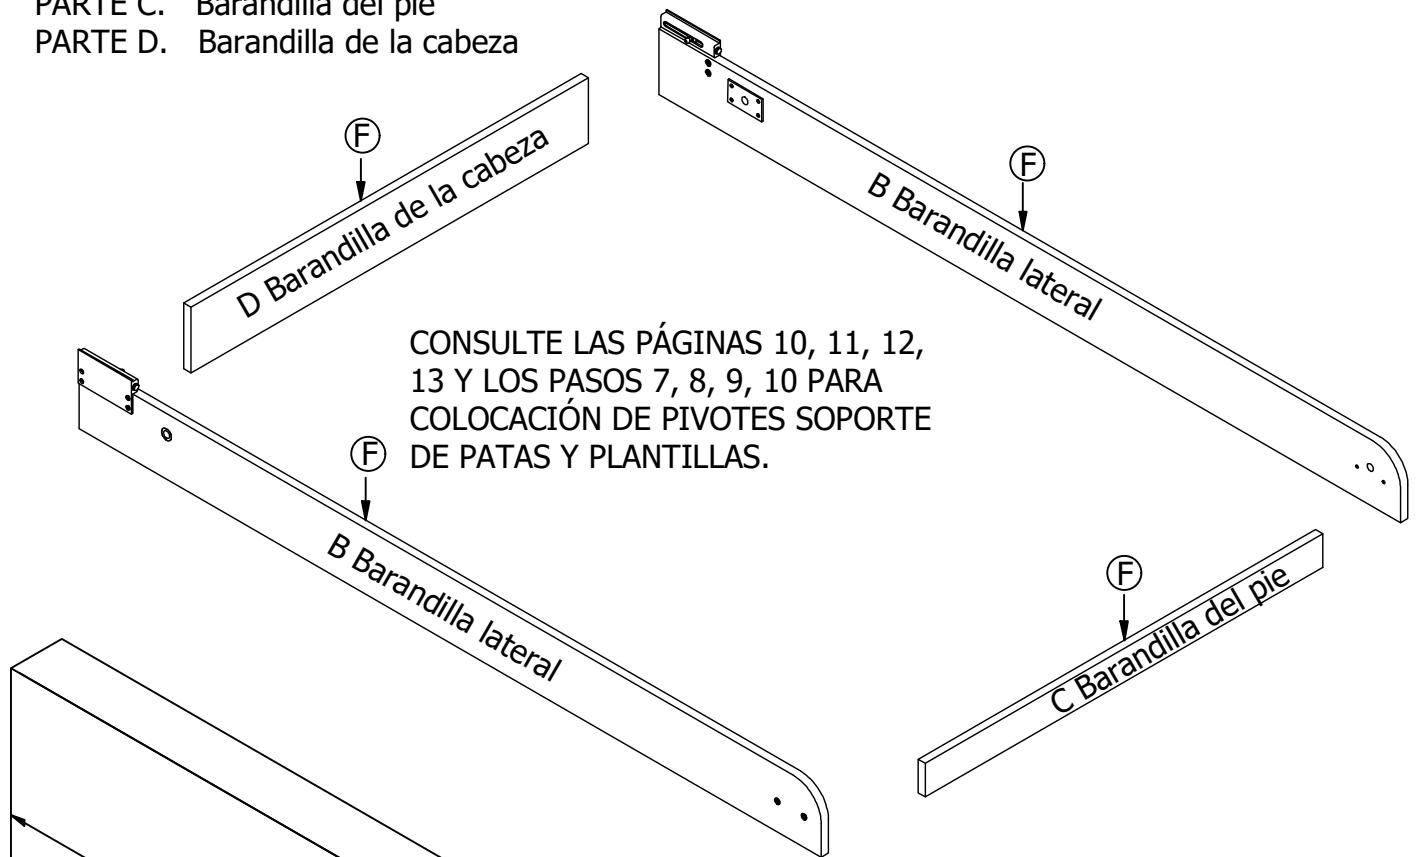 PARTE C. Barandilla del pie
PARTE D. Barandilla de la cabeza
F
D Barandilla de la cabeza
F
B Barandilla lateral
CONSULTE LAS PÁGINAS 10, 11, 12,
13 Y LOS PASOS 7, 8, 9, 10 PARA
COLOCACIÓN DE PIVOTES SOPORTE
DE PATAS Y PLANTILLAS.
F
B Barandilla lateral
F
C Barandilla del pie